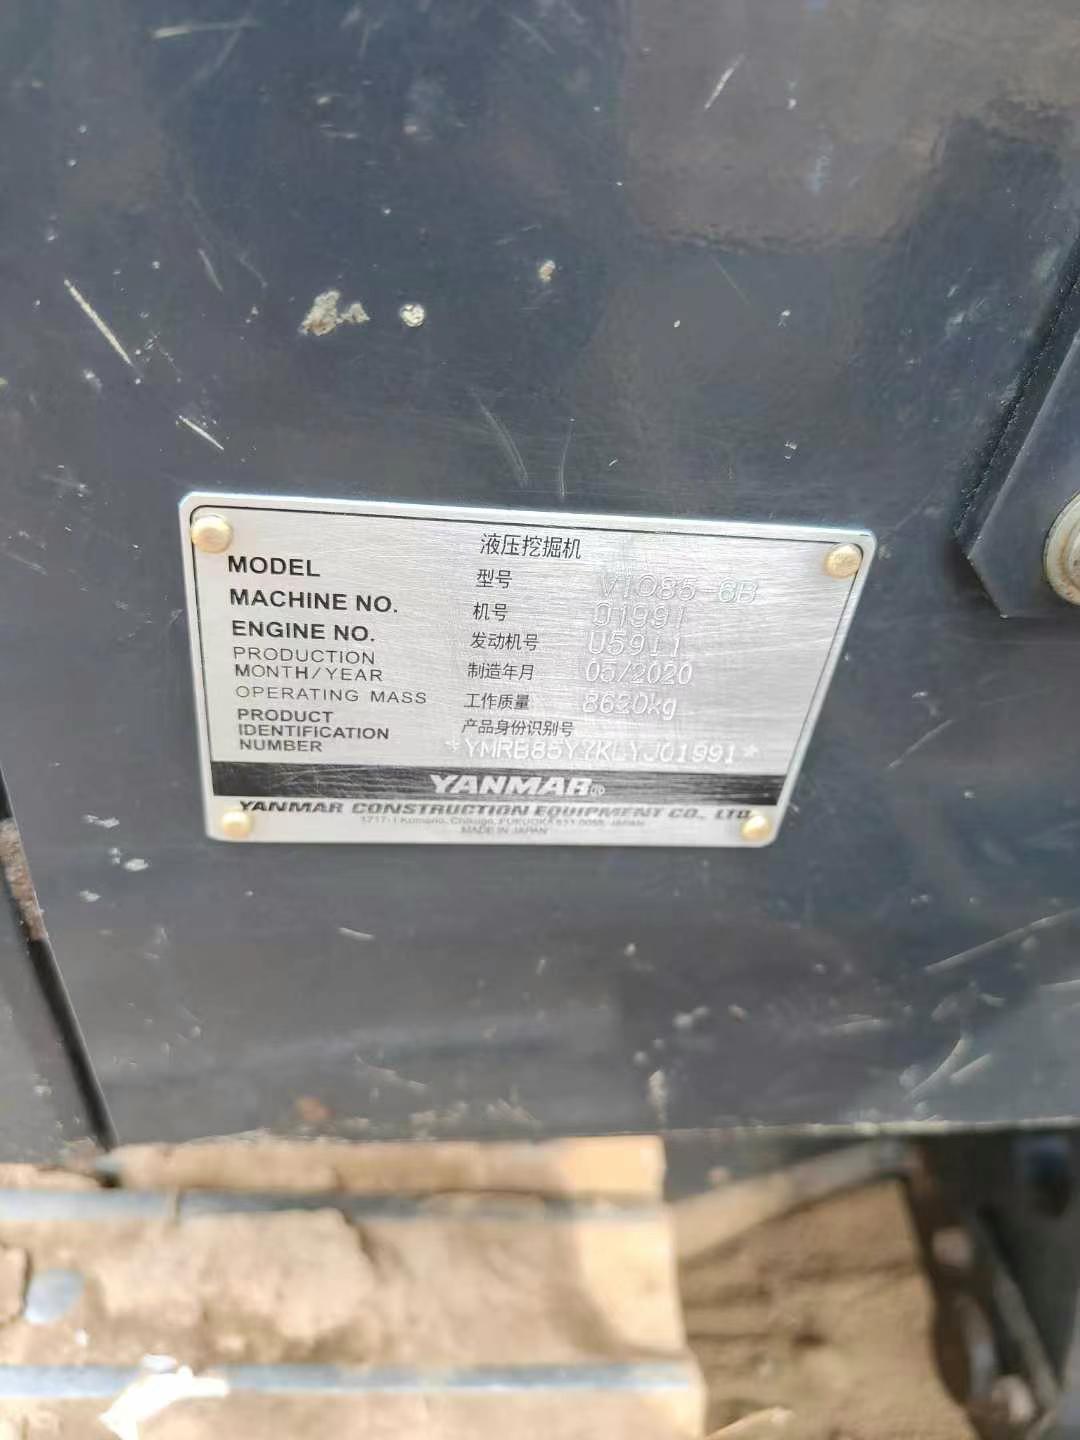 液压挖掘机
MODEL 型号 ViO85-6B
MACHINE NO. 机号 01991
ENGINE NO. 发动机号 U5911
PRODUCTION
MONTH/YEAR 制造年月 05/2020
OPERATING MASS 工作质量 8620kg
PRODUCT
IDENTIFICATION
NUMBER 产品身份识别号
YANMAR®
YANMAR CONSTRUCTION EQUIPMENT CO., LTD.
JAPAN
MADE IN JAPAN